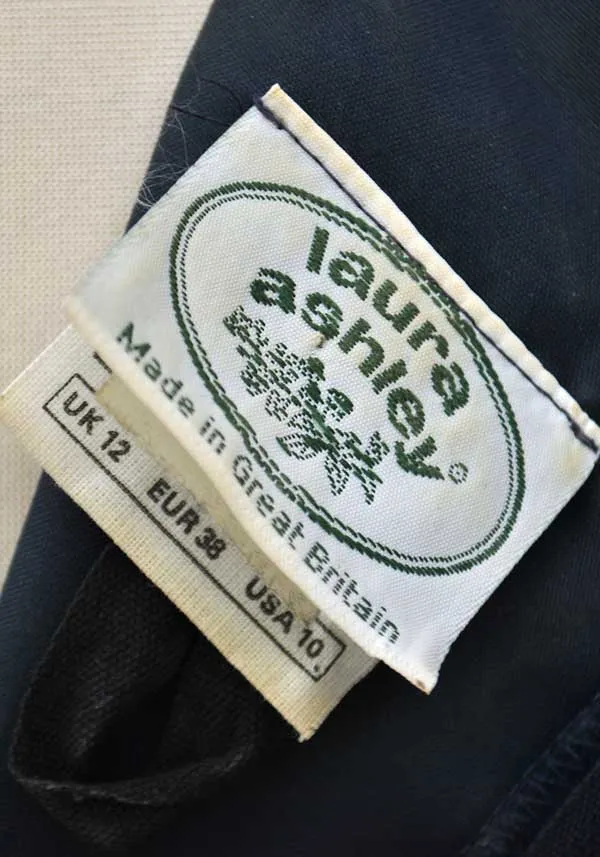 laura
ashley®
Made in Great Britain
UK 12 EUR 38 USA 10